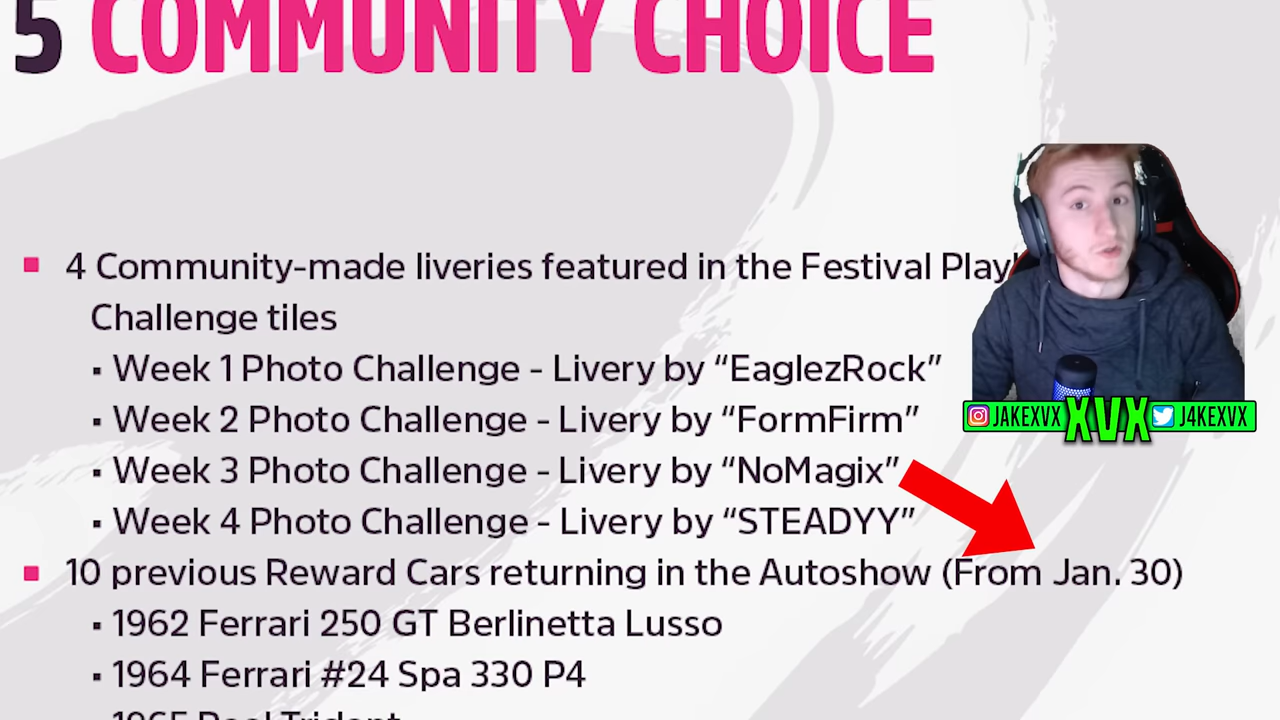 5 COMMUNITY CHOICE
4 Community-made liveries featured in the Festival
Challenge tiles
▪ Week 1 Photo Challenge - Livery by “EaglezRock”
▪ Week 2 Photo Challenge - Livery by “FormFirm”
▪ Week 3 Photo Challenge - Livery by “NoMagix”
▪ Week 4 Photo Challenge - Livery by “STEADYY”
JAKEXVX XVX J4KEXVX
10 previous Reward Cars returning in the Autoshow (From Jan. 30)
▪ 1962 Ferrari 250 GT Berlinetta Lusso
▪ 1964 Ferrari #24 Spa 330 P4